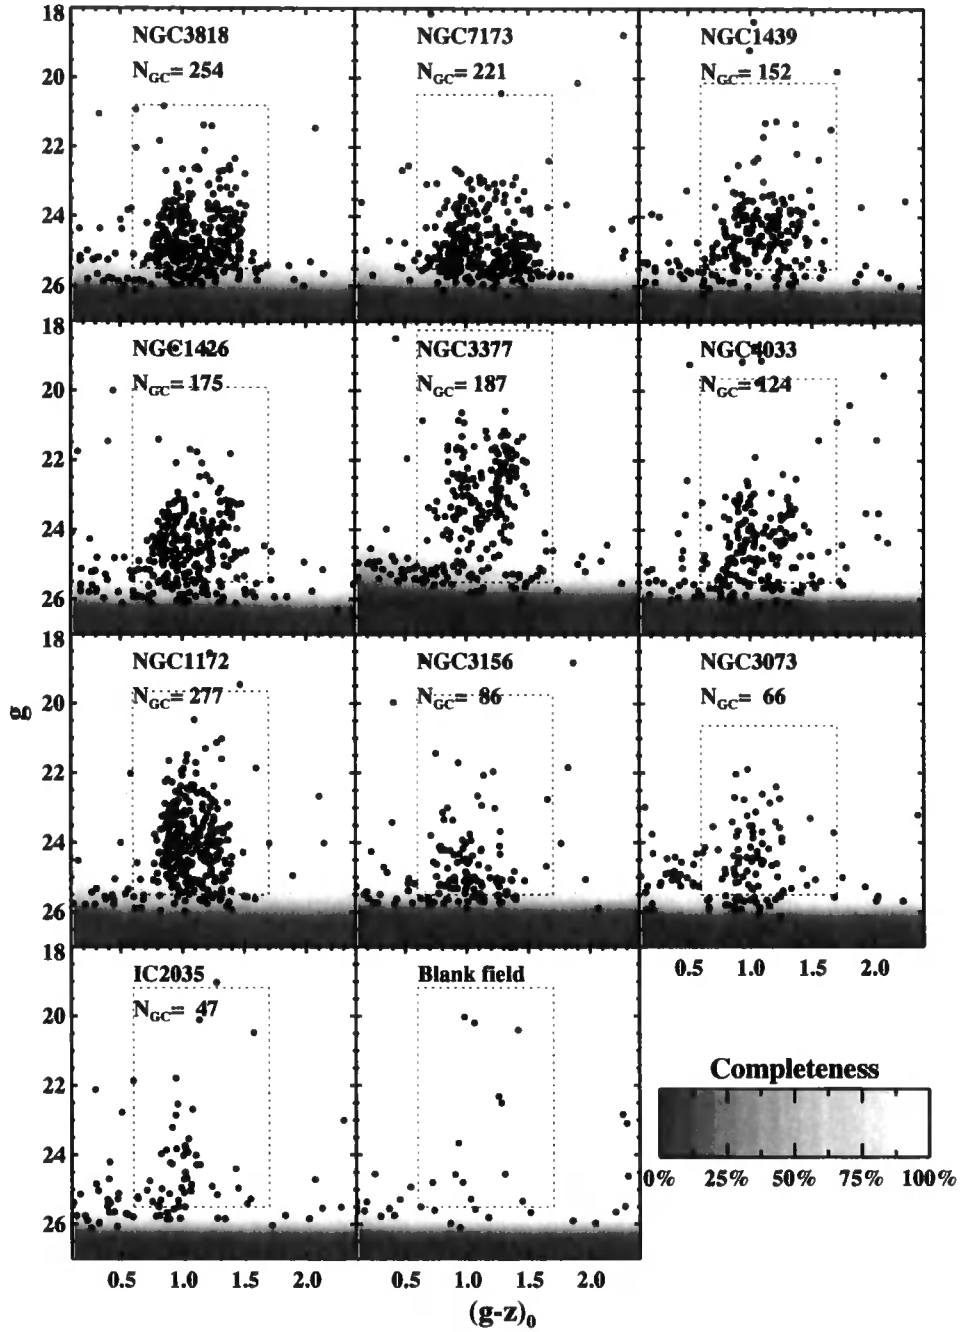 NGC3818
N_GC= 254
NGC7173
N_GC= 221
NGC1439
N_GC= 152
18
20
22
24
26
NGC1426
N_GC= 175
NGC3377
N_GC= 187
NGC4033
N_GC= 124
18
20
22
24
26
NGC1172
N_GC= 277
NGC3156
N_GC= 86
NGC3073
N_GC= 66
18
20
22
24
26
g
0.5 1.0 1.5 2.0
IC2035
N_GC= 47
Blank field
18
20
22
24
26
Completeness
0% 25% 50% 75% 100%
0.5 1.0 1.5 2.0
0.5 1.0 1.5 2.0
(g-z)₀